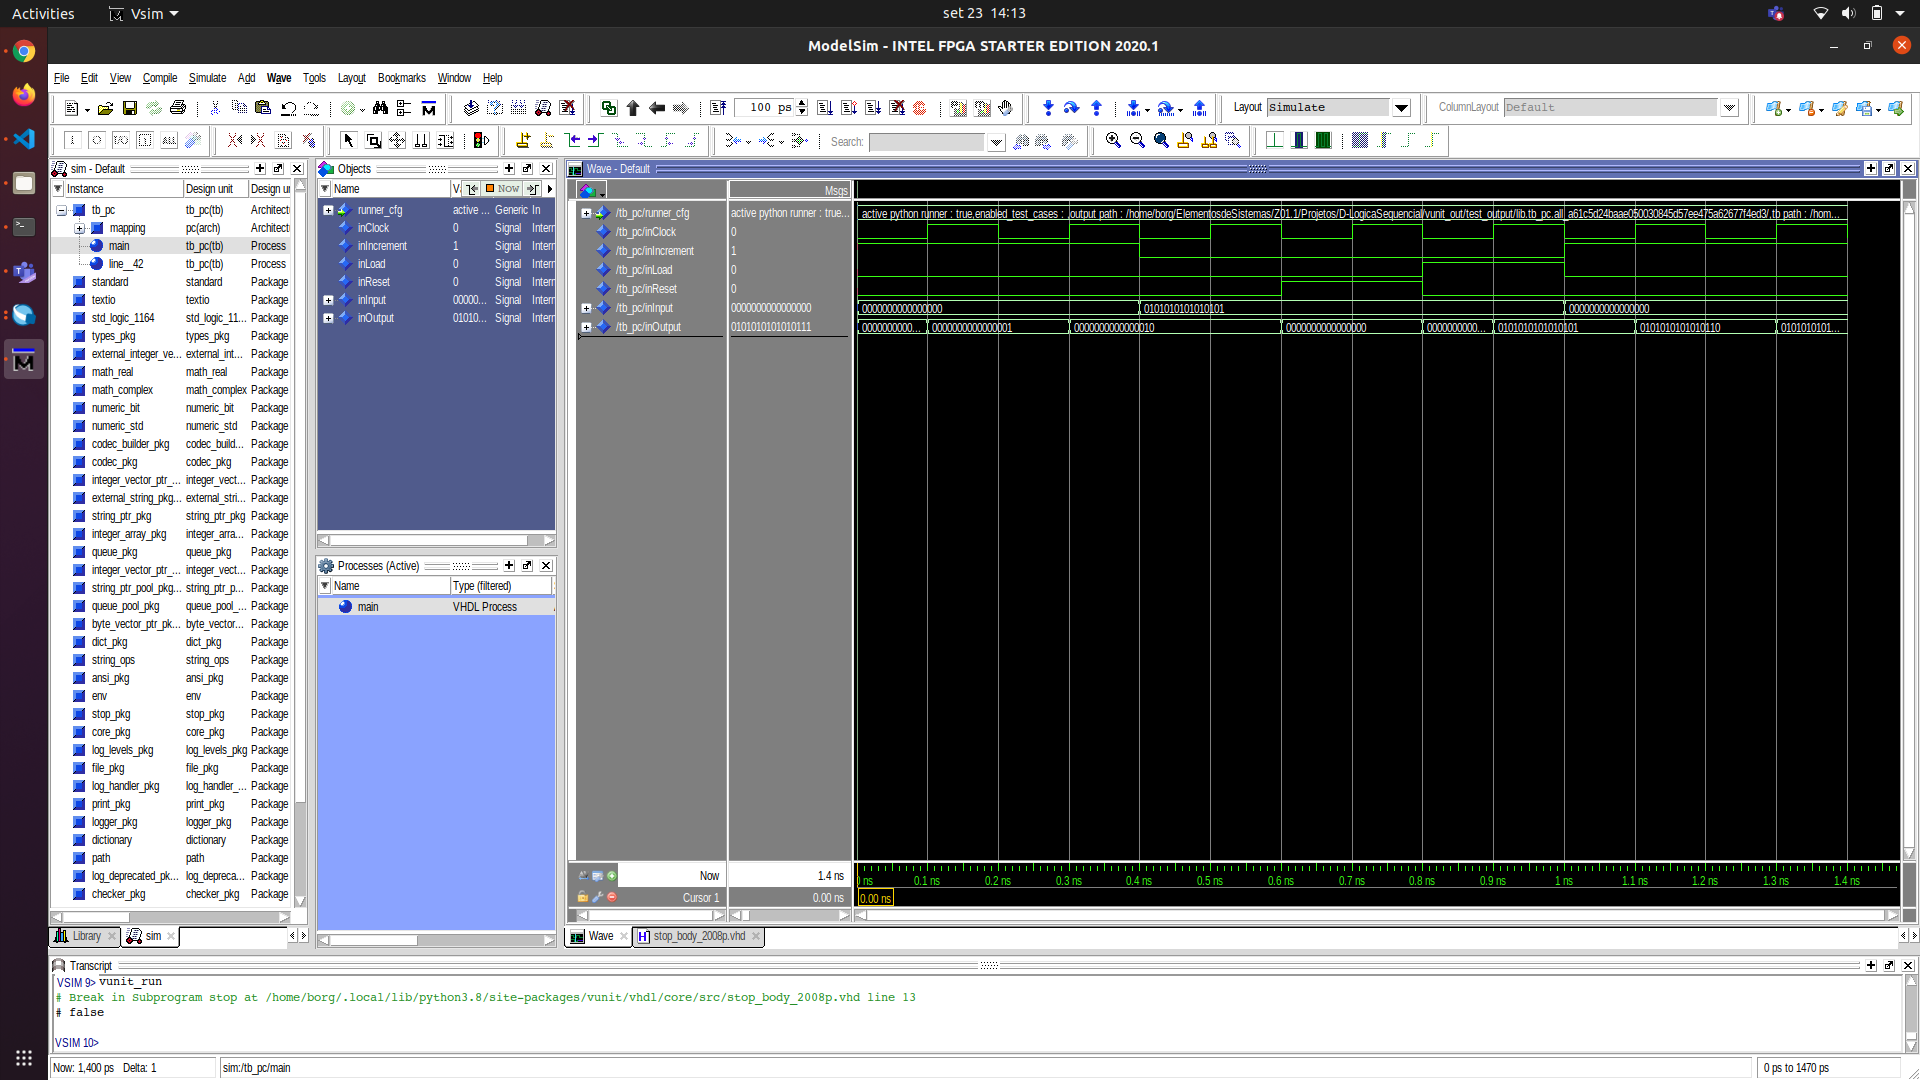 Activities Vsim set 23 14:13
ModelSim - INTEL FPGA STARTER EDITION 2020.1
File Edit View Compile Simulate Add Wave Tools Layout Bookmarks Window Help
100 ps Layout Simulate ColumnLayout Default
Search:
sim - Default
Instance Design unit Design un
tb_pc tb_pc(tb) Architect
mapping pc(arch) Architect
main tb_pc(tb) Process
line__42 tb_pc(tb) Process
standard standard Package
textio textio Package
std_logic_1164 std_logic_11... Package
types_pkg types_pkg Package
external_integer_ve... external_int... Package
math_real math_real Package
math_complex math_complex Package
numeric_bit numeric_bit Package
numeric_std numeric_std Package
codec_builder_pkg codec_build... Package
codec_pkg codec_pkg Package
integer_vector_ptr_... integer_vect... Package
external_string_pkg... external_stri... Package
string_ptr_pkg string_ptr_pkg Package
integer_array_pkg integer_arra... Package
queue_pkg queue_pkg Package
integer_vector_ptr_... integer_vect... Package
string_ptr_pool_pkg... string_ptr_p... Package
queue_pool_pkg queue_pool_... Package
byte_vector_ptr_pk... byte_vector... Package
dict_pkg dict_pkg Package
string_ops string_ops Package
ansi_pkg ansi_pkg Package
env env Package
stop_pkg stop_pkg Package
core_pkg core_pkg Package
log_levels_pkg log_levels_pkg Package
file_pkg file_pkg Package
log_handler_pkg log_handler_... Package
print_pkg print_pkg Package
logger_pkg logger_pkg Package
dictionary dictionary Package
path path Package
log_deprecated_pk... log_depreca... Package
checker_pkg checker_pkg Package
Library sim
Objects
Name V Now
runner_cfg active ... Generic In
inClock 0 Signal Intern
inIncrement 1 Signal Intern
inLoad 0 Signal Intern
inReset 0 Signal Intern
inInput 00000... Signal Intern
inOutput 01010... Signal Intern
Processes (Active)
Name Type (filtered)
main VHDL Process
Wave - Default
Msgs
/tb_pc/runner_cfg active python runner : true... active python runner : true,enabled_test_cases : ,output path : /home/borg/ElementosdeSistemas/Z01.1/Projetos/D-LogicaSequencial/vunit_out/test_output/lib.tb_pc.all_a61c5d24baae050030845d57ee475a62677f4ed3/,tb path : /hom...
/tb_pc/inClock 0
/tb_pc/inIncrement 1
/tb_pc/inLoad 0
/tb_pc/inReset 0
/tb_pc/inInput 0000000000000000 0000000000000000 0101010101010101 0000000000000000
/tb_pc/inOutput 0101010101010111 0000000000... 0000000000000001 0000000000000010 0000000000000000 0000000000... 0101010101010101 0101010101010110 0101010101...
Now 1.4 ns ns 0.1 ns 0.2 ns 0.3 ns 0.4 ns 0.5 ns 0.6 ns 0.7 ns 0.8 ns 0.9 ns 1 ns 1.1 ns 1.2 ns 1.3 ns 1.4 ns
Cursor 1 0.00 ns 0.00 ns
Wave stop_body_2008p.vhd
Transcript
VSIM 9> vunit_run
# Break in Subprogram stop at /home/borg/.local/lib/python3.8/site-packages/vunit/vhdl/core/src/stop_body_2008p.vhd line 13
# false
VSIM 10>
Now: 1,400 ps Delta: 1 sim:/tb_pc/main 0 ps to 1470 ps